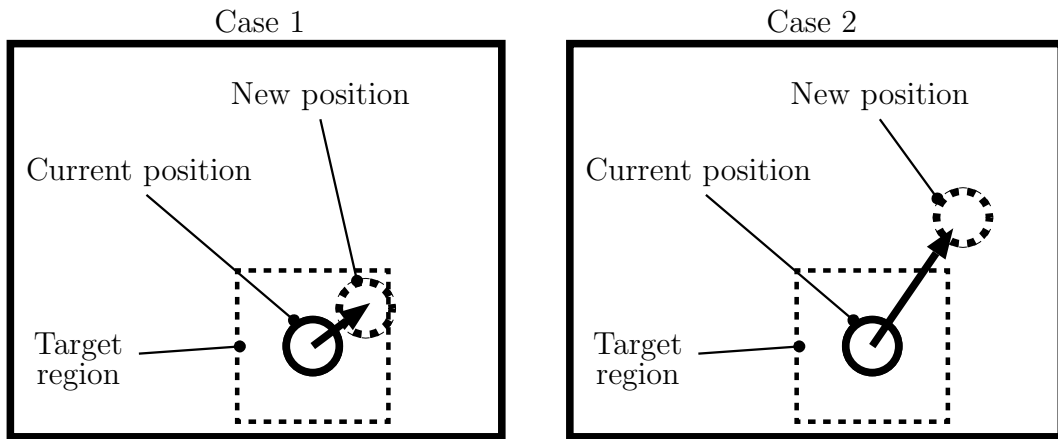 Case 1
New position
Current position
Target
region
Case 2
New position
Current position
Target
region